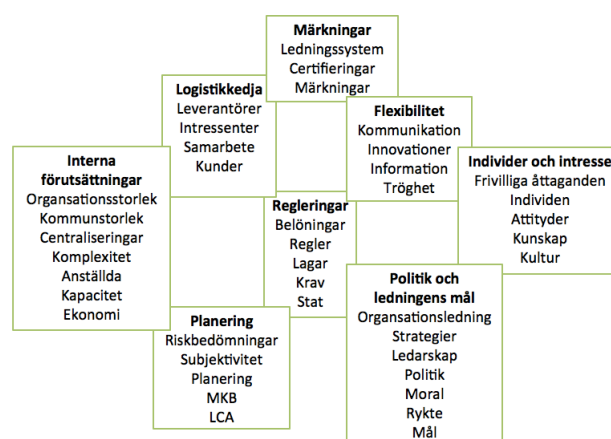 Märkningar
Ledningssystem
Certifieringar
Märkningar
Logistikkedja
Leverantörer
Intressenter
Samarbete
Kunder
Flexibilitet
Kommunikation
Innovationer
Information
Tröghet
Interna
förutsättningar
Organsationsstorlek
Kommunstorlek
Centraliseringar
Komplexitet
Anställda
Kapacitet
Ekonomi
Individer och intresse
Frivilliga åttaganden
Individen
Attityder
Kunskap
Kultur
Regleringar
Belöningar
Regler
Lagar
Krav
Stat
Politik och
ledningens mål
Organsationsledning
Strategier
Ledarskap
Politik
Moral
Rykte
Mål
Planering
Riskbedömningar
Subjektivitet
Planering
MKB
LCA